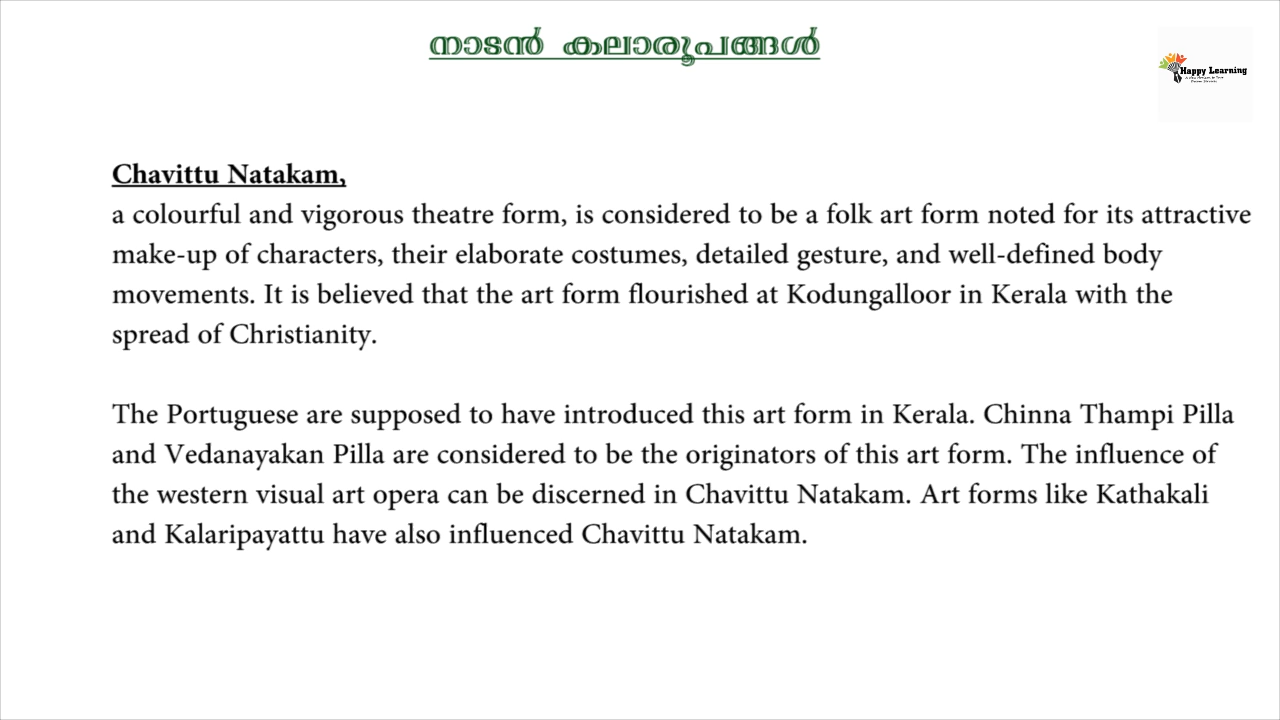 നാടൻ കലാരൂപങ്ങൾ
Happy Learning
Chavittu Natakam,
a colourful and vigorous theatre form, is considered to be a folk art form noted for its attractive
make-up of characters, their elaborate costumes, detailed gesture, and well-defined body
movements. It is believed that the art form flourished at Kodungalloor in Kerala with the
spread of Christianity.
The Portuguese are supposed to have introduced this art form in Kerala. Chinna Thampi Pilla
and Vedanayakan Pilla are considered to be the originators of this art form. The influence of
the western visual art opera can be discerned in Chavittu Natakam. Art forms like Kathakali
and Kalaripayattu have also influenced Chavittu Natakam.